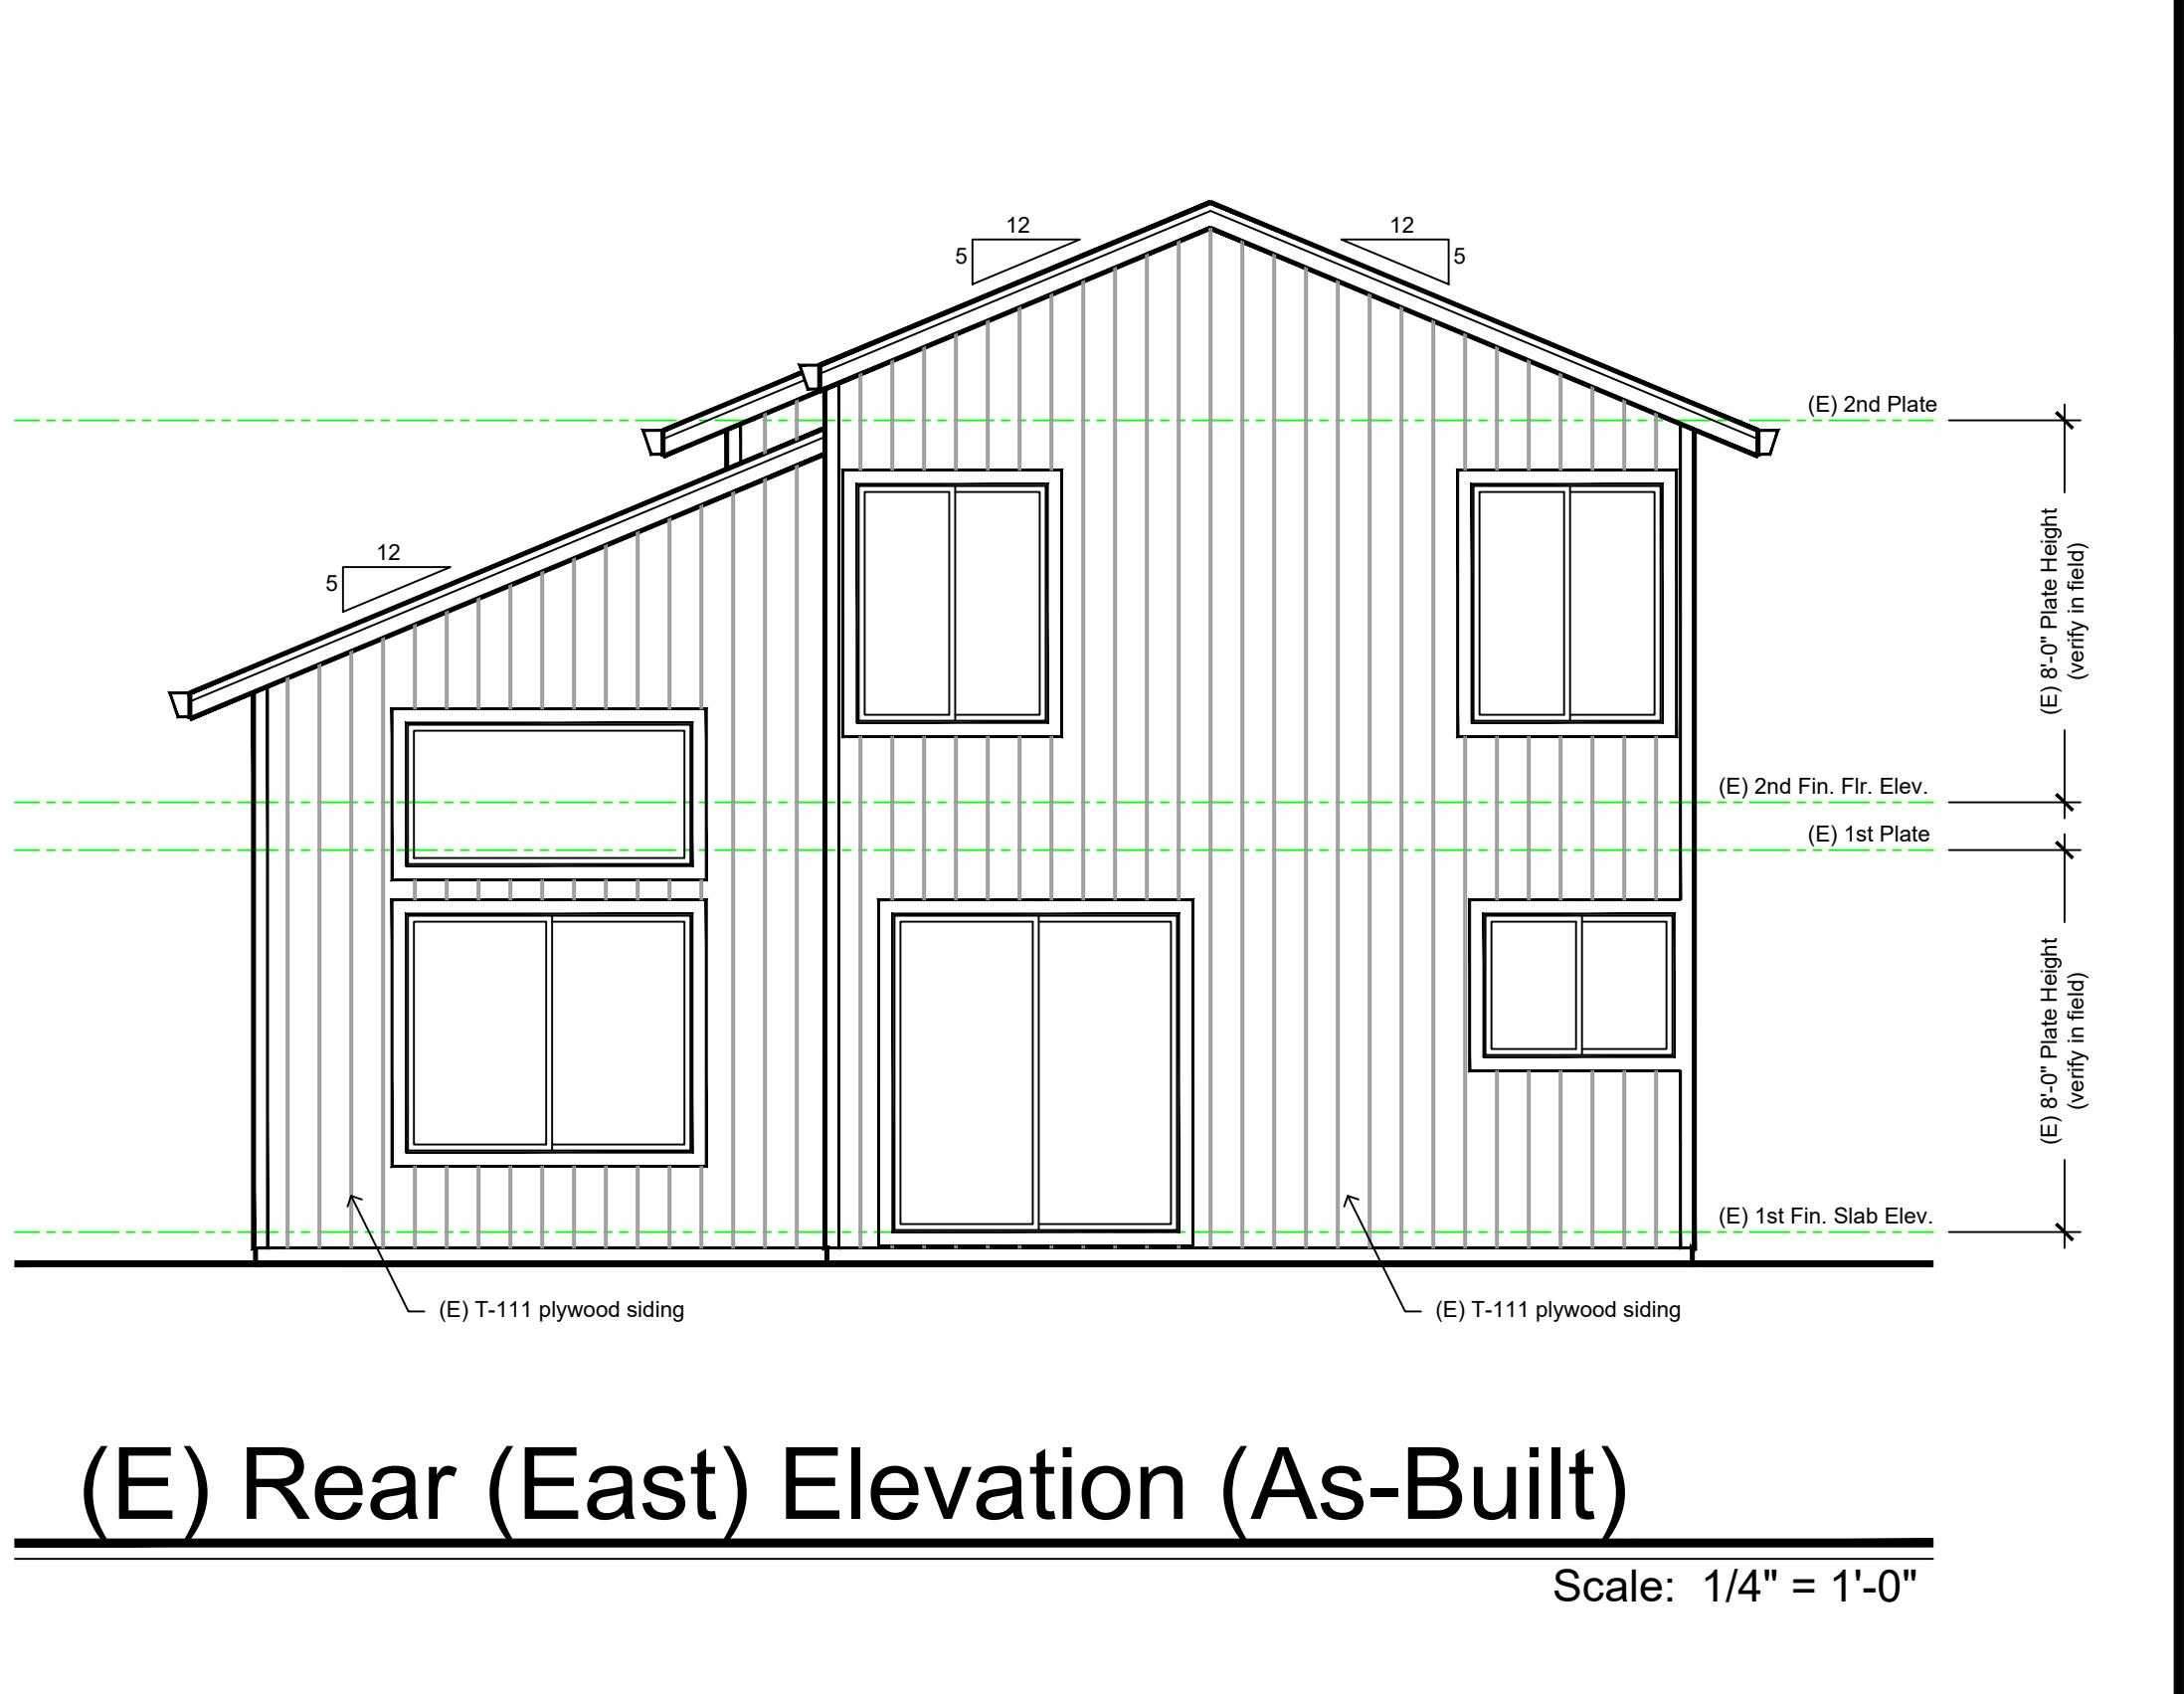 12
5
12
5
(E) 2nd Plate
(E) 8'-0" Plate Height
(verify in field)
12
5
(E) 2nd Fin. Flr. Elev.
(E) 1st Plate
(E) 8'-0" Plate Height
(verify in field)
(E) 1st Fin. Slab Elev.
(E) T-111 plywood siding
(E) T-111 plywood siding
(E) Rear (East) Elevation (As-Built)
Scale: 1/4" = 1'-0"